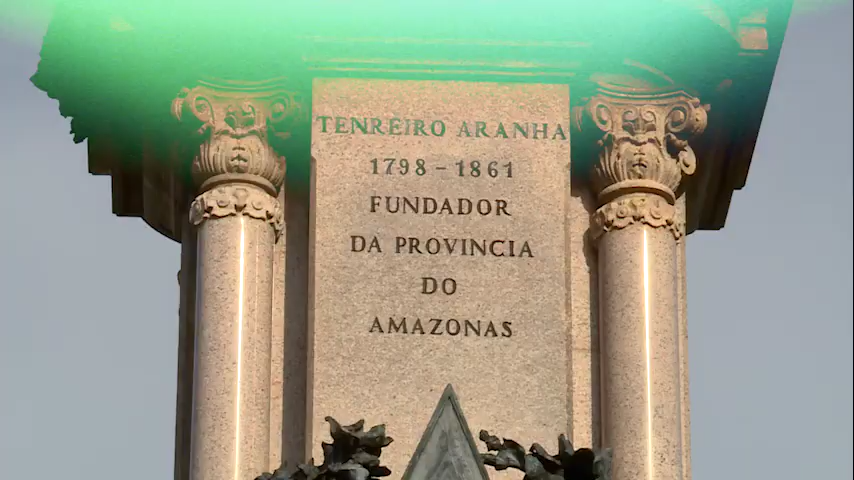 TENREIRO ARANHA
1798 - 1861
FUNDADOR
DA PROVINCIA
DO
AMAZONAS